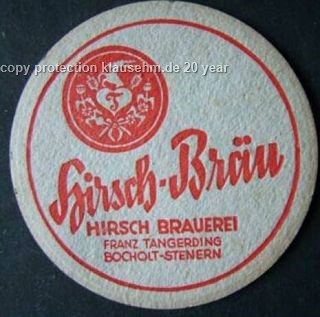 copy protection klausehm.de 20 year
Hirsch-Bräu
HIRSCH BRAUEREI
FRANZ TANGERDING
BOCHOLT-STENERN